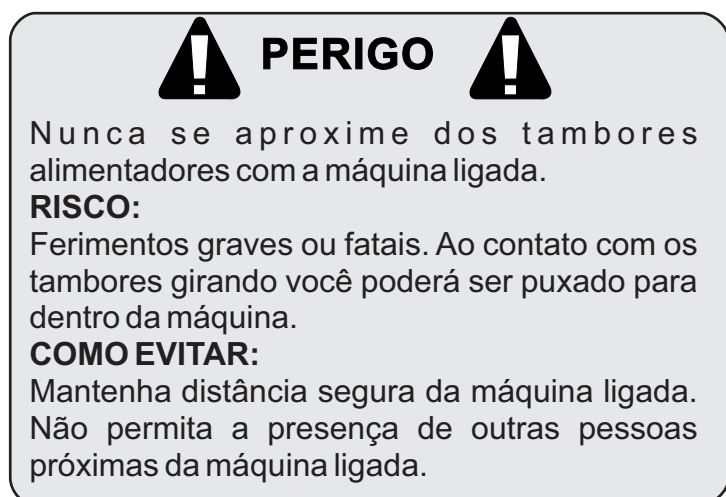 PERIGO
Nunca se aproxime dos tambores
alimentadores com a máquina ligada.
RISCO:
Ferimentos graves ou fatais. Ao contato com os
tambores girando você poderá ser puxado para
dentro da máquina.
COMO EVITAR:
Mantenha distância segura da máquina ligada.
Não permita a presença de outras pessoas
próximas da máquina ligada.